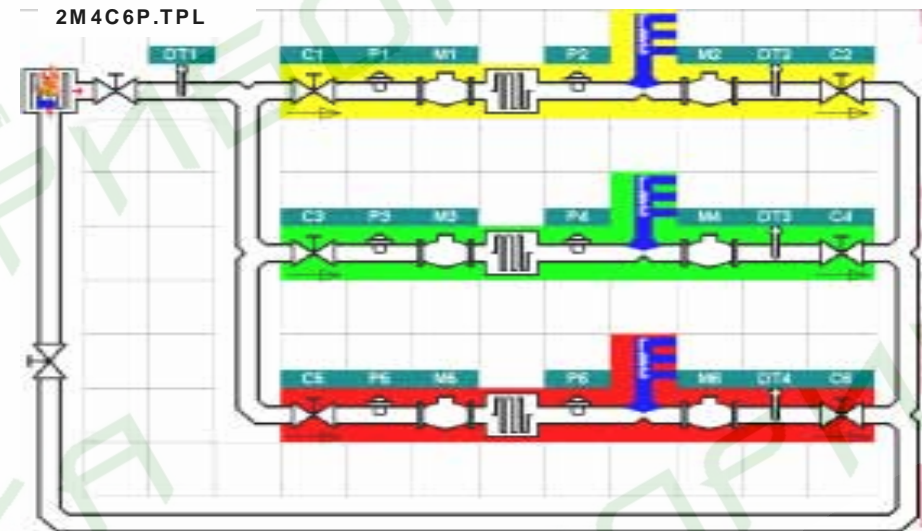 2M4C6P.TPL
DT1 C1 P1 M1 P2 M2 DT3 C2
C3 P3 M3 P4 M4 DT3 C4
C5 P5 M5 P6 M6 DT4 C6